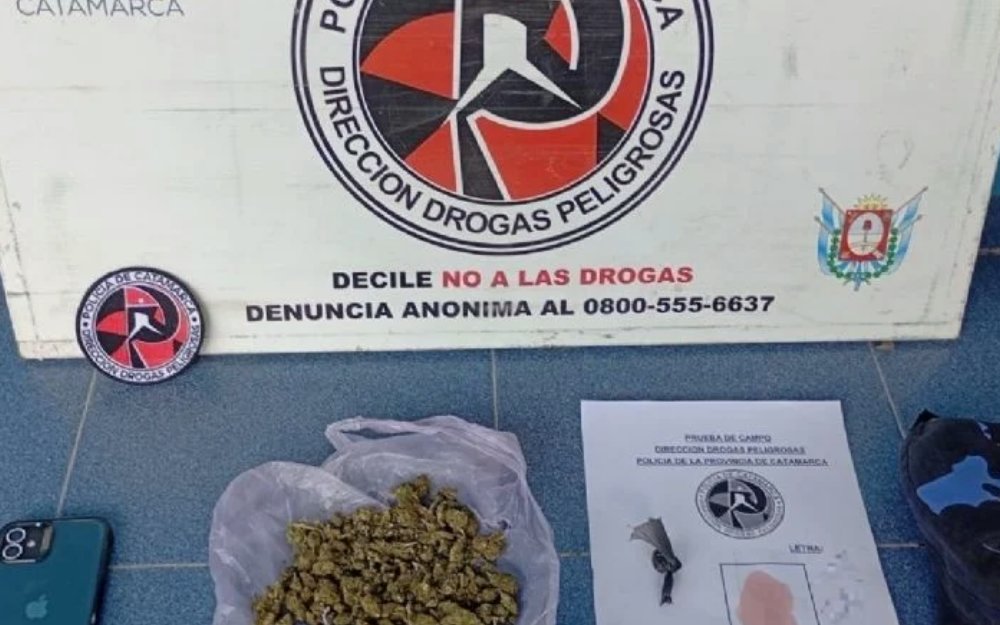 CATAMARCA
DIRECCION DROGAS PELIGROSAS
DECILE NO A LAS DROGAS
DENUNCIA ANONIMA AL 0800-555-6637
POLICIA DE CATAMARCA
DIRECCION DROGAS PELIGROSAS
PRUEBA DE CAMPO
DIRECCION DROGAS PELIGROSAS
POLICIA DE LA PROVINCIA DE CATAMARCA
LETRA: